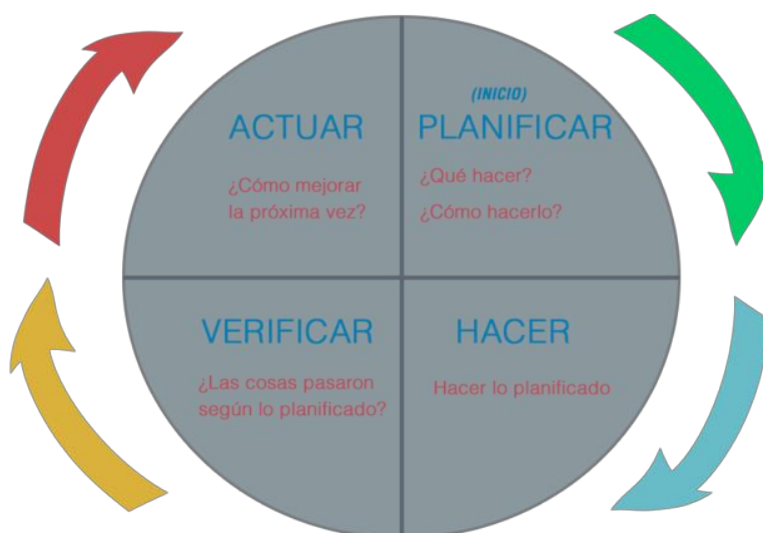 (INICIO)
PLANIFICAR
¿Qué hacer?
¿Cómo hacerlo?
HACER
Hacer lo planificado
VERIFICAR
¿Las cosas pasaron
según lo planificado?
ACTUAR
¿Cómo mejorar
la próxima vez?